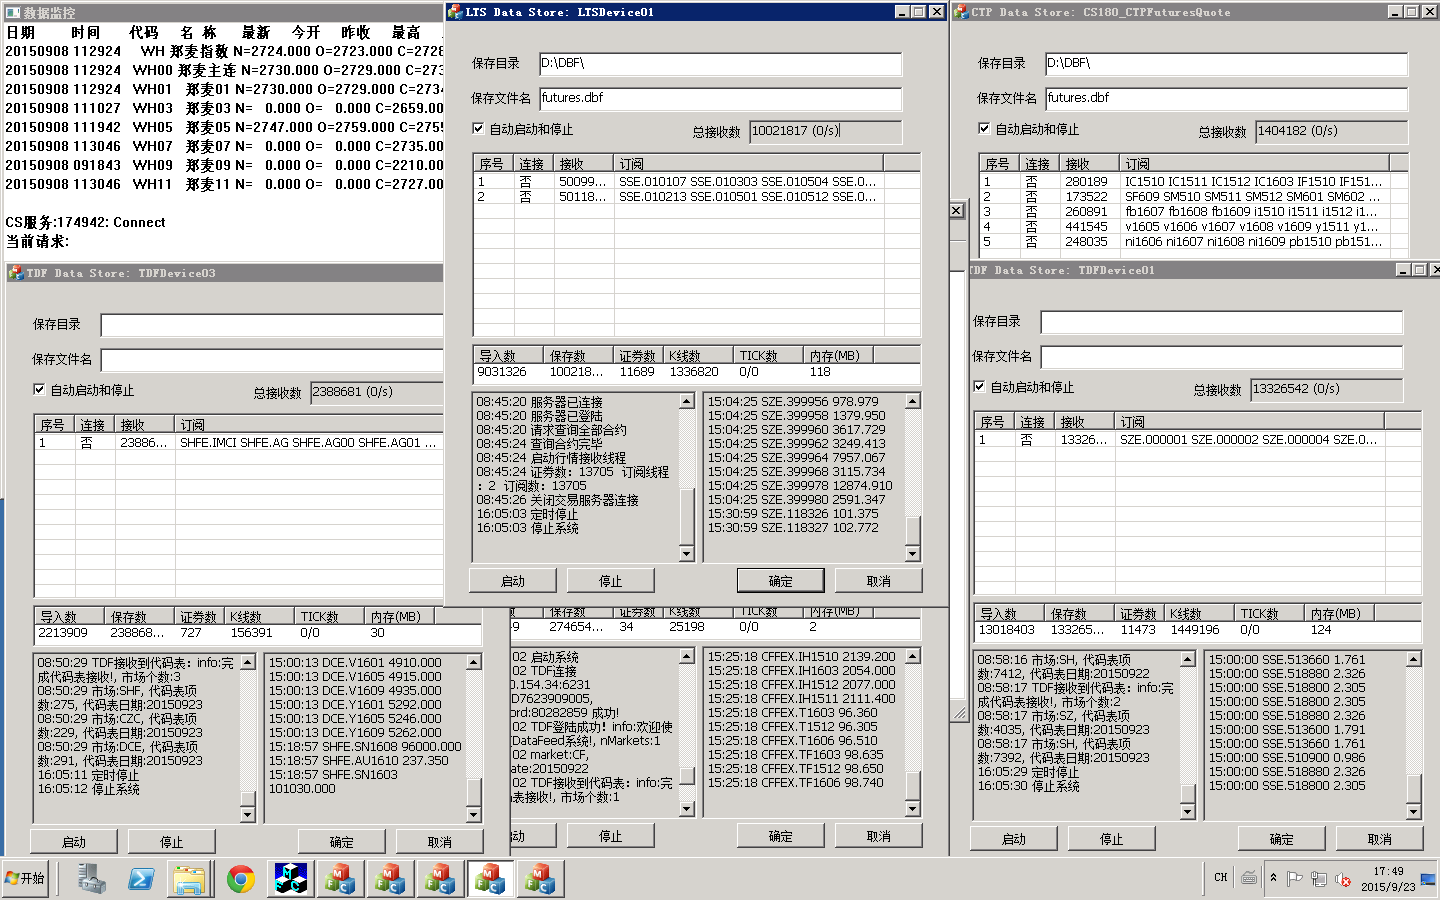 数据监控
日期 时间 代码 名 称 最新 今开 昨收 最高
20150908 112924 WH 郑麦指数 N=2724.000 O=2723.000 C=2728
20150908 112924 WH00 郑麦主连 N=2730.000 O=2729.000 C=273
20150908 112924 WH01 郑麦01 N=2730.000 O=2729.000 C=2734
20150908 111027 WH03 郑麦03 N= 0.000 O= 0.000 C=2659.00
20150908 111942 WH05 郑麦05 N=2747.000 O=2759.000 C=2755
20150908 113046 WH07 郑麦07 N= 0.000 O= 0.000 C=2735.00
20150908 091843 WH09 郑麦09 N= 0.000 O= 0.000 C=2210.00
20150908 113046 WH11 郑麦11 N= 0.000 O= 0.000 C=2727.00
CS服务:174942: Connect
当前请求:
LTS Data Store: LTSDevice01
保存目录 D:\DBF\
保存文件名 futures.dbf
自动启动和停止 总接收数 10021817 (0/s)
序号 连接 接收 订阅
1 否 50099... SSE.010107 SSE.010303 SSE.010504 SSE.0...
2 否 50118... SSE.010213 SSE.010501 SSE.010512 SSE.0...
导入数 保存数 证券数 K线数 TICK数 内存(MB)
9031326 100218... 11689 1336820 0/0 118
08:45:20 服务器已连接
08:45:20 服务器已登陆
08:45:20 请求查询全部合约
08:45:24 查询合约完毕
08:45:24 启动行情接收线程
08:45:24 证券数：13705 订阅线程
：2 订阅数：13705
08:45:26 关闭交易服务器连接
16:05:03 定时停止
16:05:03 停止系统
15:04:25 SZE.399956 978.979
15:04:25 SZE.399958 1379.950
15:04:25 SZE.399960 3617.729
15:04:25 SZE.399962 3249.413
15:04:25 SZE.399964 7957.067
15:04:25 SZE.399968 3115.734
15:04:25 SZE.399978 12874.910
15:04:25 SZE.399980 2591.347
15:30:59 SZE.118326 101.375
15:30:59 SZE.118327 102.772
启动 停止 确定 取消
CTP Data Store: CS180_CTPFuturesQuote
保存目录 D:\DBF\
保存文件名 futures.dbf
自动启动和停止 总接收数 1404182 (0/s)
序号 连接 接收 订阅
1 否 280189 IC1510 IC1511 IC1512 IC1603 IF1510 IF151...
2 否 173522 SF609 SM510 SM511 SM512 SM601 SM602 ...
3 否 260891 fb1607 fb1608 fb1609 i1510 i1511 i1512 i1...
4 否 441545 v1605 v1606 v1607 v1608 v1609 y1511 y1...
5 否 248035 ni1606 ni1607 ni1608 ni1609 pb1510 pb151...
TDF Data Store: TDFDevice03
保存目录
保存文件名
自动启动和停止 总接收数 2388681 (0/s)
序号 连接 接收 订阅
1 否 23886... SHFE.IMCI SHFE.AG SHFE.AG00 SHFE.AG01 ...
导入数 保存数 证券数 K线数 TICK数 内存(MB)
2213909 238868... 727 156391 0/0 30
08:50:29 TDF接收到代码表：info:完
成代码表接收!, 市场个数:3
08:50:29 市场:SHF, 代码表项
数:275, 代码表日期:20150923
08:50:29 市场:CZC, 代码表项
数:229, 代码表日期:20150923
08:50:29 市场:DCE, 代码表项
数:291, 代码表日期:20150923
16:05:11 定时停止
16:05:12 停止系统
15:00:13 DCE.V1601 4910.000
15:00:13 DCE.V1605 4915.000
15:00:13 DCE.V1609 4935.000
15:00:13 DCE.Y1601 5292.000
15:00:13 DCE.Y1605 5246.000
15:00:13 DCE.Y1609 5262.000
15:18:57 SHFE.SN1608 96000.000
15:18:57 SHFE.AU1610 237.350
15:18:57 SHFE.SN1603
101030.000
启动 停止 确定 取消
保存数 证券数 K线数 TICK数 内存(MB)
9 274654... 34 25198 0/0 2
02 启动系统
02 TDF连接
0.154.34:6231
D7623909005,
ord:80282859 成功!
02 TDF登陆成功！info:欢迎使
DataFeed系统!, nMarkets:1
02 market:CF,
ate:20150922
02 TDF接收到代码表：info:完
表接收!, 市场个数:1
15:25:18 CFFEX.IH1510 2139.200
15:25:18 CFFEX.IH1603 2054.000
15:25:18 CFFEX.IH1512 2077.000
15:25:18 CFFEX.IH1511 2111.400
15:25:18 CFFEX.T1603 96.360
15:25:18 CFFEX.T1512 96.305
15:25:18 CFFEX.T1606 96.510
15:25:18 CFFEX.TF1603 98.635
15:25:18 CFFEX.TF1512 98.650
15:25:18 CFFEX.TF1606 98.740
动 停止 确定 取消
TDF Data Store: TDFDevice01
保存目录
保存文件名
自动启动和停止 总接收数 13326542 (0/s)
序号 连接 接收 订阅
1 否 13326... SZE.000001 SZE.000002 SZE.000004 SZE.0...
导入数 保存数 证券数 K线数 TICK数 内存(MB)
13018403 133265... 11473 1449196 0/0 124
08:58:16 市场:SH, 代码表项
数:7412, 代码表日期:20150922
08:58:17 TDF接收到代码表：info:完
成代码表接收!, 市场个数:2
08:58:17 市场:SZ, 代码表项
数:4035, 代码表日期:20150923
08:58:17 市场:SH, 代码表项
数:7392, 代码表日期:20150923
16:05:29 定时停止
16:05:30 停止系统
15:00:00 SSE.513660 1.761
15:00:00 SSE.518880 2.326
15:00:00 SSE.518800 2.305
15:00:00 SSE.518880 2.326
15:00:00 SSE.518800 2.305
15:00:00 SSE.513600 1.791
15:00:00 SSE.513660 1.761
15:00:00 SSE.510900 0.986
15:00:00 SSE.518880 2.326
15:00:00 SSE.518800 2.305
启动 停止 确定 取消
开始 CH 17:49
2015/9/23